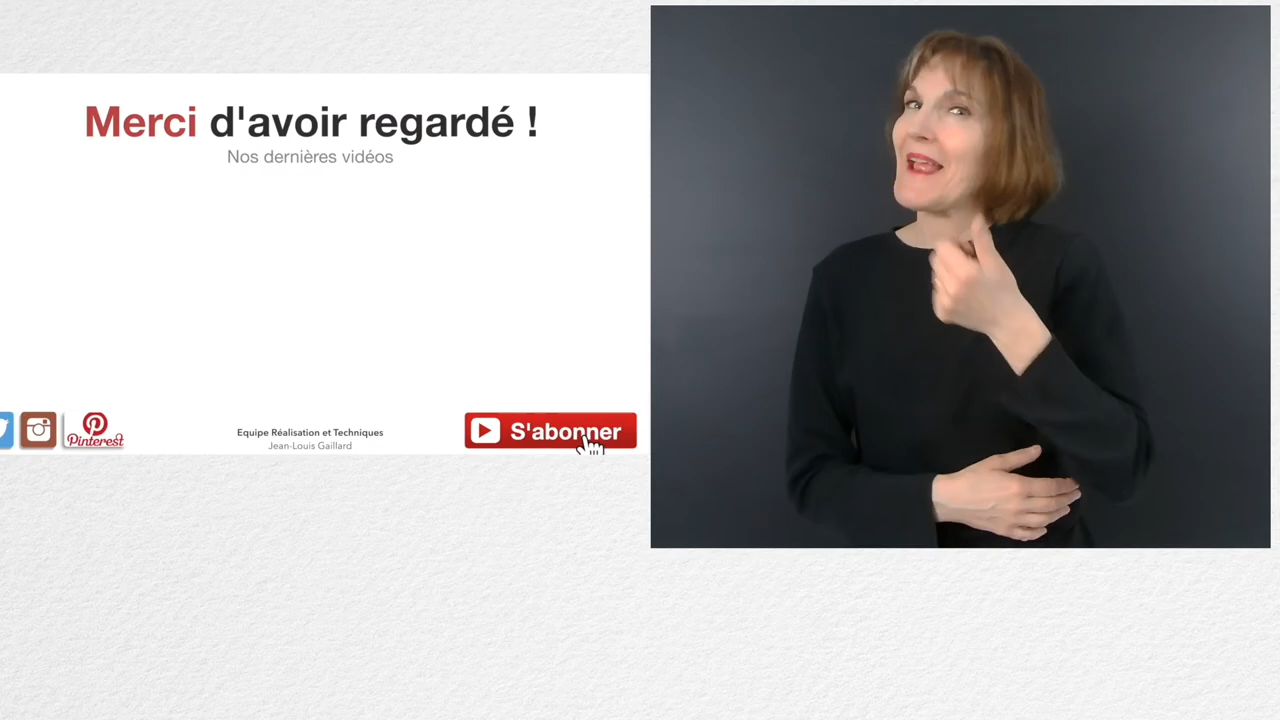 Merci d'avoir regardé !
Nos dernières vidéos
Pinterest
Equipe Réalisation et Techniques
Jean-Louis Gaillard
S'abonner